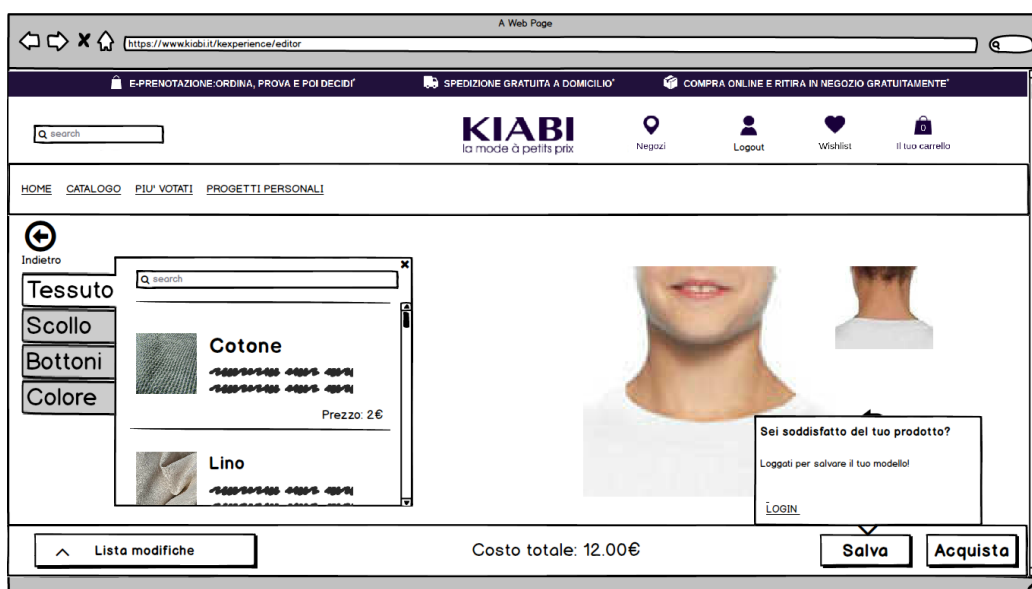 A Web Page
https://www.kiabi.it/kexperience/editor
E-PRENOTAZIONE:ORDINA, PROVA E POI DECIDI* SPEDIZIONE GRATUITA A DOMICILIO* COMPRA ONLINE E RITIRA IN NEGOZIO GRATUITAMENTE*
search
KIABI
la mode à petits prix
Negozi Logout Wishlist 0 Il tuo carrello
HOME CATALOGO PIU' VOTATI PROGETTI PERSONALI
Indietro
Tessuto
Scollo
Bottoni
Colore
search
Cotone
Prezzo: 2€
Lino
Sei soddisfatto del tuo prodotto?
Loggati per salvare il tuo modello!
LOGIN
Lista modifiche Costo totale: 12.00€ Salva Acquista